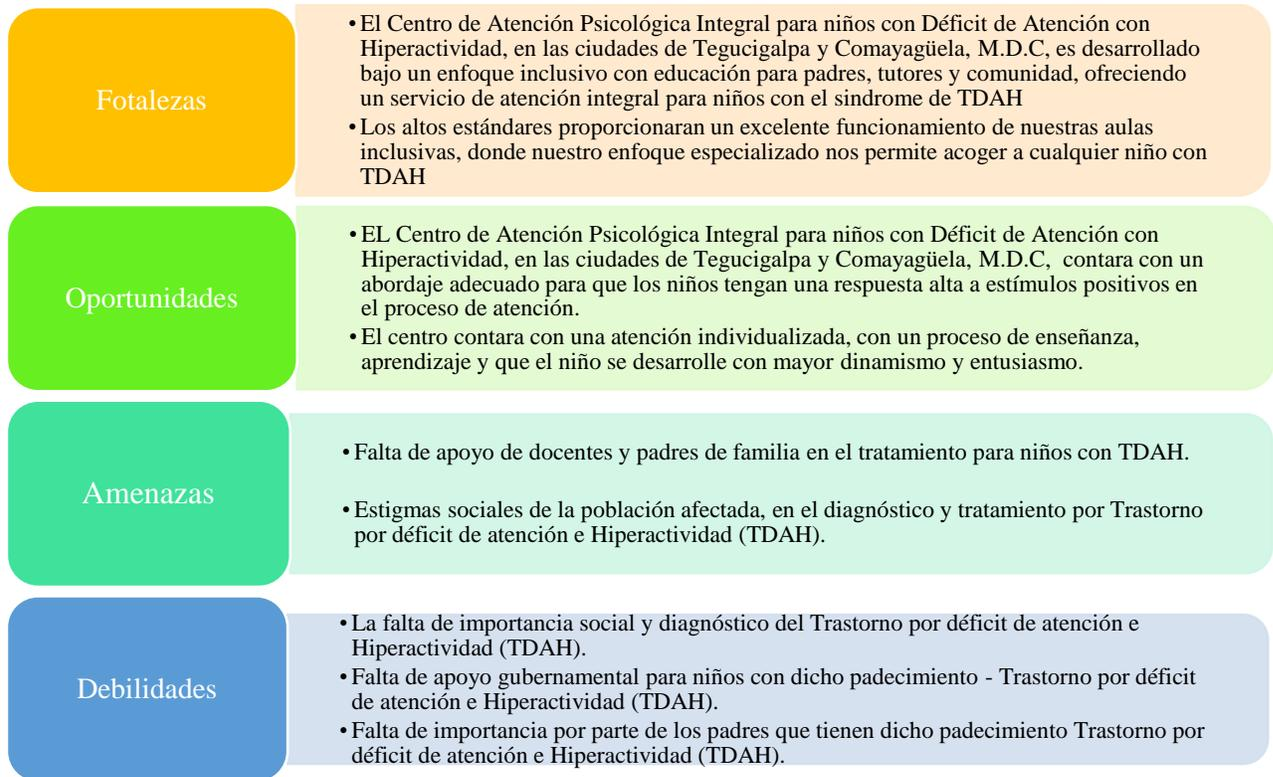 Fotalezas
•El Centro de Atención Psicológica Integral para niños con Déficit de Atención con
Hiperactividad, en las ciudades de Tegucigalpa y Comayagüela, M.D.C, es desarrollado
bajo un enfoque inclusivo con educación para padres, tutores y comunidad, ofreciendo
un servicio de atención integral para niños con el sindrome de TDAH
•Los altos estándares proporcionaran un excelente funcionamiento de nuestras aulas
inclusivas, donde nuestro enfoque especializado nos permite acoger a cualquier niño con
TDAH
Oportunidades
•EL Centro de Atención Psicológica Integral para niños con Déficit de Atención con
Hiperactividad, en las ciudades de Tegucigalpa y Comayagüela, M.D.C, contara con un
abordaje adecuado para que los niños tengan una respuesta alta a estímulos positivos en
el proceso de atención.
•El centro contara con una atención individualizada, con un proceso de enseñanza,
aprendizaje y que el niño se desarrolle con mayor dinamismo y entusiasmo.
Amenazas
•Falta de apoyo de docentes y padres de familia en el tratamiento para niños con TDAH.
•Estigmas sociales de la población afectada, en el diagnóstico y tratamiento por Trastorno
por déficit de atención e Hiperactividad (TDAH).
Debilidades
•La falta de importancia social y diagnóstico del Trastorno por déficit de atención e
Hiperactividad (TDAH).
•Falta de apoyo gubernamental para niños con dicho padecimiento - Trastorno por déficit
de atención e Hiperactividad (TDAH).
•Falta de importancia por parte de los padres que tienen dicho padecimiento Trastorno por
déficit de atención e Hiperactividad (TDAH).